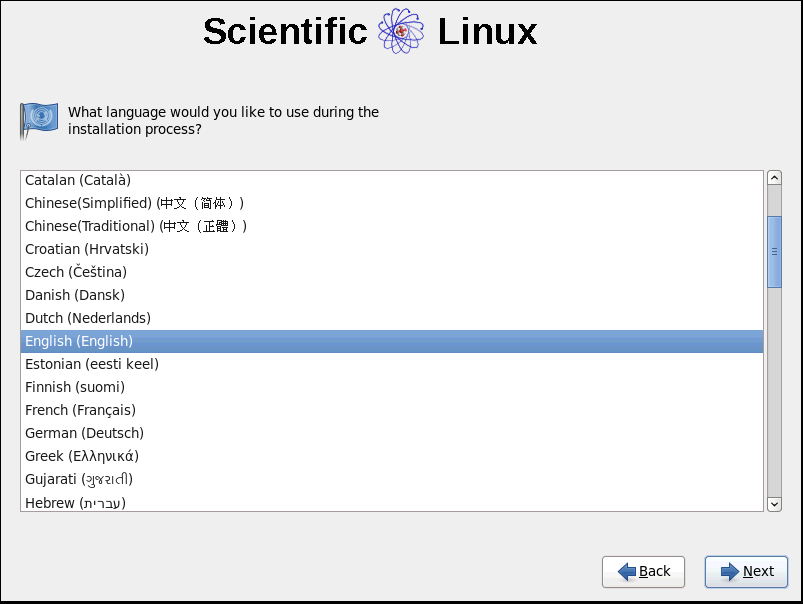 Scientific Linux
What language would you like to use during the
installation process?
Catalan (Català)
Chinese(Simplified) (中文（简体）)
Chinese(Traditional) (中文（正體）)
Croatian (Hrvatski)
Czech (Čeština)
Danish (Dansk)
Dutch (Nederlands)
English (English)
Estonian (eesti keel)
Finnish (suomi)
French (Français)
German (Deutsch)
Greek (Ελληνικά)
Gujarati (ગુજરાતી)
Hebrew (עברית)
Back
Next